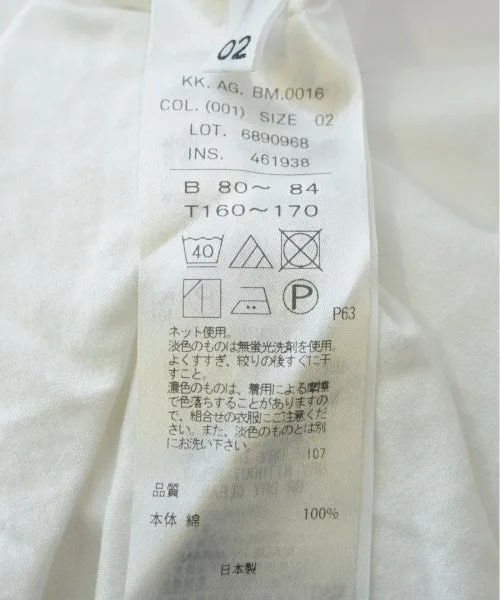 02
KK. AG. BM.0016
COL. (001) SIZE 02
LOT. 6890968
INS. 461938
B 80～ 84
T160～170
40
P
P63
ネット使用。
淡色のものは無蛍光洗剤を使用。
よくすすぎ、絞りの後すぐに干
すこと。
濃色のものは、着用による摩擦
で色落ちすることがありますの
で、組合せの衣服にご注意くだ
さい。また、淡色のものとは別
にお洗い下さい。
107
品質
本体 綿 100%
日本製